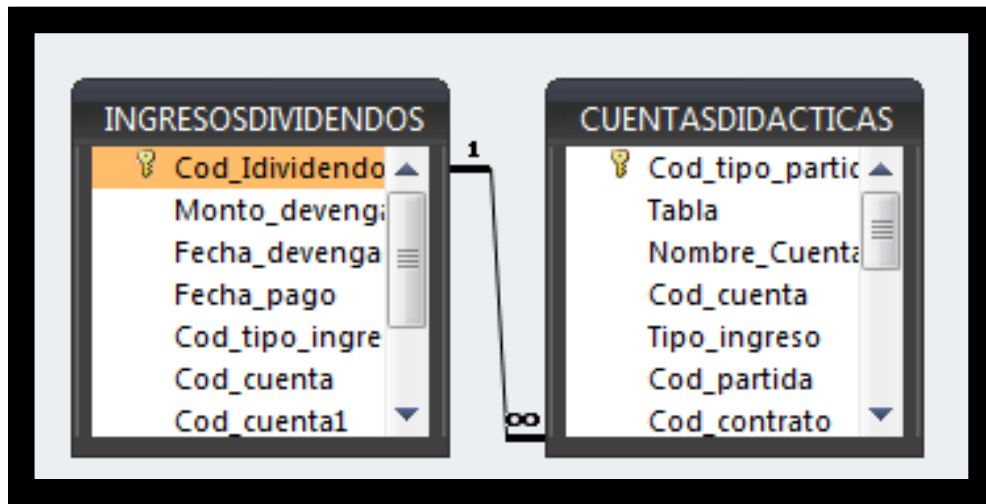 INGRESOSDIVIDENDOS
Cod_Idividendo
Monto_devenga
Fecha_devenga
Fecha_pago
Cod_tipo_ingre
Cod_cuenta
Cod_cuenta1
1
∞
CUENTASDIDACTICAS
Cod_tipo_partic
Tabla
Nombre_Cuenta
Cod_cuenta
Tipo_ingreso
Cod_partida
Cod_contrato